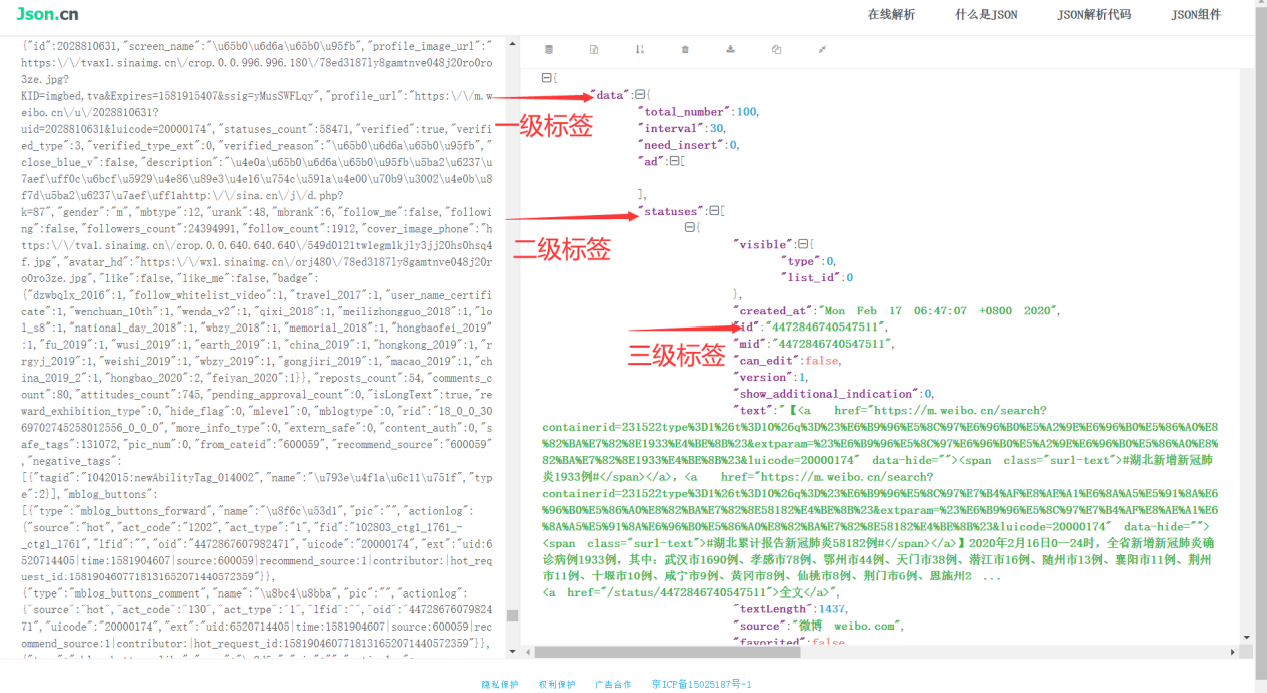 Json.cn
在线解析 什么是JSON JSON解析代码 JSON组件
{"id":2028810631,"screen_name":"\u65b0\u6d6a\u65b0\u95fb","profile_image_url":"
https:\/\/tvax1.sinaimg.cn\/crop.0.0.996.996.180\/78ed3187ly8gamtnve048j20ro0ro
3ze.jpg?
KID=imgbed,tva&Expires=1581915407&ssig=yMusSWFLqy","profile_url":"https:\/\/m.w
eibo.cn\/u\/2028810631?
uid=2028810631&luicode=20000174","statuses_count":58471,"verified":true,"verifi
ed_type":3,"verified_type_ext":0,"verified_reason":"\u65b0\u6d6a\u65b0\u95fb","
close_blue_v":false,"description":"\u4e0a\u65b0\u6d6a\u65b0\u95fb\u5ba2\u6237\u
7aef\uff0c\u6bcf\u5929\u4e86\u89e3\u4e16\u754c\u591a\u4e00\u70b9\u3002\u4e0b\u8
f7d\u5ba2\u6237\u7aef\uff1ahttp:\/\/sina.cn\/j\/d.php?
k=87","gender":"m","mbtype":12,"urank":48,"mbrank":6,"follow_me":false,"followi
ng":false,"followers_count":24394991,"follow_count":1912,"cover_image_phone":"h
ttps:\/\/tva1.sinaimg.cn\/crop.0.0.640.640.640\/549d0121tw1egm1kjly3jj20hs0hsq4
f.jpg","avatar_hd":"https:\/\/wx1.sinaimg.cn\/orj480\/78ed3187ly8gamtnve048j20r
o0ro3ze.jpg","like":false,"like_me":false,"badge":
{"dzwbqlx_2016":1,"follow_whitelist_video":1,"travel_2017":1,"user_name_certifi
cate":1,"wenchuan_10th":1,"wenda_v2":1,"qixi_2018":1,"meilizhongguo_2018":1,"lo
l_s8":1,"national_day_2018":1,"wbzy_2018":1,"memorial_2018":1,"hongbaofei_2019"
:1,"fu_2019":1,"wusi_2019":1,"earth_2019":1,"china_2019":1,"hongkong_2019":1,"r
rgyj_2019":1,"weishi_2019":1,"wbzy_2019":1,"gongjiri_2019":1,"macao_2019":1,"c
hina_2019_2":1,"hongbao_2020":2,"feiyan_2020":1}},"reposts_count":54,"comments_c
ount":80,"attitudes_count":745,"pending_approval_count":0,"isLongText":true,"re
ward_exhibition_type":0,"hide_flag":0,"mlevel":0,"mblogtype":0,"rid":"18_0_0_30
69702745258012556_0_0_0","more_info_type":0,"extern_safe":0,"content_auth":0,"s
afe_tags":131072,"pic_num":0,"from_cateid":"600059","recommend_source":"600059"
,"negative_tags":
[{"tagid":"1042015:newAbilityTag_014002","name":"\u793e\u4f1a\u6c11\u751f","typ
e":2}],"mblog_buttons":
[{"type":"mblog_buttons_forward","name":"\u8f6c\u53d1","pic":"","actionlog":
{"source":"hot","act_code":"1202","act_type":"1","fid":"102803_ctg1_1761_-
_ctg1_1761","lfid":"","oid":"4472867607982471","uicode":"20000174","ext":"uid:6
520714405|time:1581904607|source:600059|recommend_source:1|contributor:|hot_req
uest_id:15819046077181316520714405​72359"}},
{"type":"mblog_buttons_comment","name":"\u8bc4\u8bba","pic":"","actionlog":
{"source":"hot","act_code":"130","act_type":"1","lfid":"","oid":"44728676079824
71","uicode":"20000174","ext":"uid:6520714405|time:1581904607|source:600059|rec
ommend_source:1|contributor:|hot_request_id:1581904607718131652071440572359"}},
一级标签
二级标签
三级标签
{
"data":{
"total_number":100,
"interval":30,
"need_insert":0,
"ad":[
],
"statuses":[
{
"visible":{
"type":0,
"list_id":0
},
"created_at":"Mon Feb 17 06:47:07 +0800 2020",
"id":"4472846740547511",
"mid":"4472846740547511",
"can_edit":false,
"version":1,
"show_additional_indication":0,
"text":"【<a href="https://m.weibo.cn/search?
containerid=231522type%3D1%26t%3D10%26q%3D%23%E6%B9%96%E5%8C%97%E6%96%B0%E5%A2%9E%E6%96%B0%E5%86%A0%E8
%82%BA%E7%82%8E1933%E4%BE%8B%23&extparam=%23%E6%B9%96%E5%8C%97%E6%96%B0%E5%A2%9E%E6%96%B0%E5%86%A0%E8%
82%BA%E7%82%8E1933%E4%BE%8B%23&luicode=20000174" data-hide=""><span class="surl-text">#湖北新增新冠肺
炎1933例#</span></a>，<a href="https://m.weibo.cn/search?
containerid=231522type%3D1%26t%3D10%26q%3D%23%E6%B9%96%E5%8C%97%E7%B4%AF%E8%AE%A1%E6%8A%A5%E5%91%8A%E6
%96%B0%E5%86%A0%E8%82%BA%E7%82%8E58182%E4%BE%8B%23&extparam=%23%E6%B9%96%E5%8C%97%E7%B4%AF%E8%AE%A1%E
6%8A%A5%E5%91%8A%E6%96%B0%E5%86%A0%E8%82%BA%E7%82%8E58182%E4%BE%8B%23&luicode=20000174" data-hide="">
<span class="surl-text">#湖北累计报告新冠肺炎58182例#</span></a>】2020年2月16日0—24时，全省新增新冠肺炎确
诊病例1933例，其中：武汉市1690例、孝感市78例、鄂州市44例、天门市38例、潜江市16例、随州市13例、襄阳市11例、荆州
市11例、十堰市10例、咸宁市9例、黄冈市8例、仙桃市8例、荆门市6例、恩施州2 ...
<a href="/status/4472846740547511">全文</a>",
"textLength":1437,
"source":"微博 weibo.com",
"favorited":false,
隐私保护 权利保护 广告合作 京ICP备15025187号-1